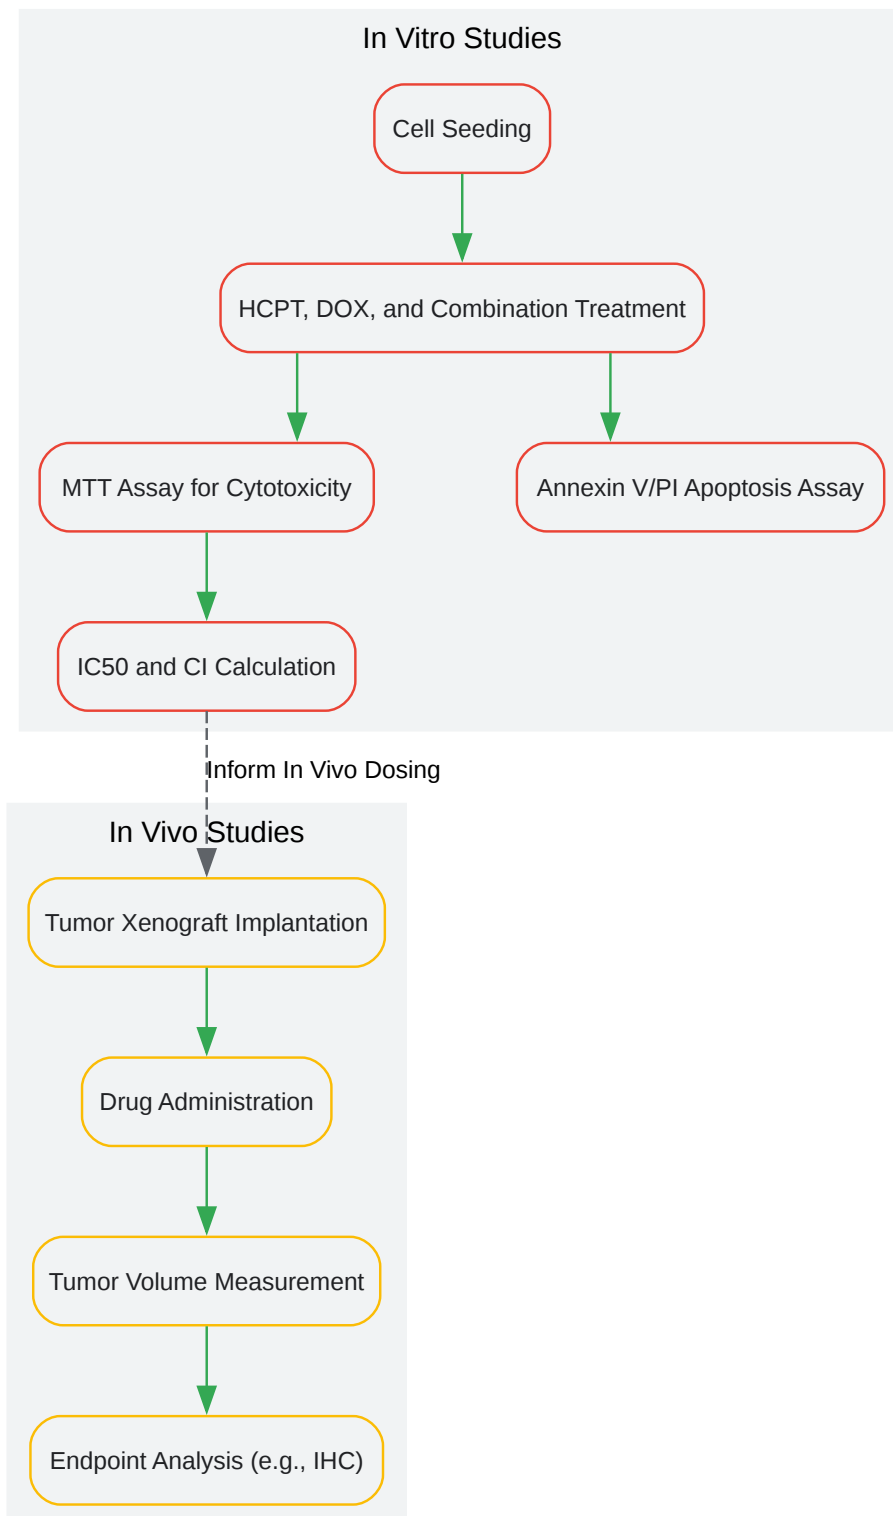 In Vitro Studies
Cell Seeding
HCPT, DOX, and Combination Treatment
MTT Assay for Cytotoxicity
Annexin V/PI Apoptosis Assay
IC50 and CI Calculation
Inform In Vivo Dosing
In Vivo Studies
Tumor Xenograft Implantation
Drug Administration
Tumor Volume Measurement
Endpoint Analysis (e.g., IHC)